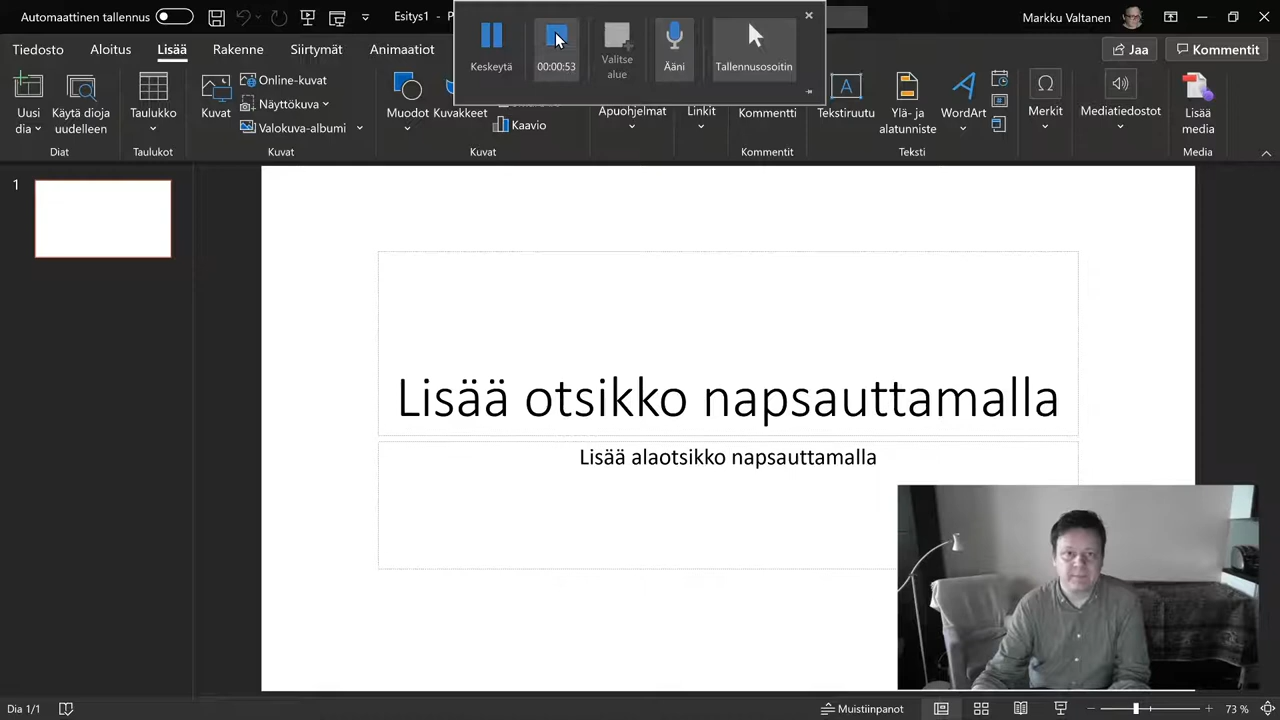 Automaattinen tallennus
Esitys1 - P
Markku Valtanen
Tiedosto Aloitus Lisää Rakenne Siirtymät Animaatiot
Jaa Kommentit
Keskeytä
00:00:53
Valitse
alue
Ääni
Tallennusosoitin
Uusi
dia
Käytä dioja
uudelleen
Taulukko
Kuvat
Online-kuvat
Näyttökuva
Valokuva-albumi
Muodot
Kuvakkeet
Kaavio
Apuohjelmat
Linkit
Kommentti
Tekstiruutu
Ylä- ja
alatunniste
WordArt
Merkit
Mediatiedostot
Lisää
media
Diat
Taulukot
Kuvat
Kuvat
Kommentit
Teksti
Media
1
Lisää otsikko napsauttamalla
Lisää alaotsikko napsauttamalla
Dia 1/1
Muistiinpanot
73 %